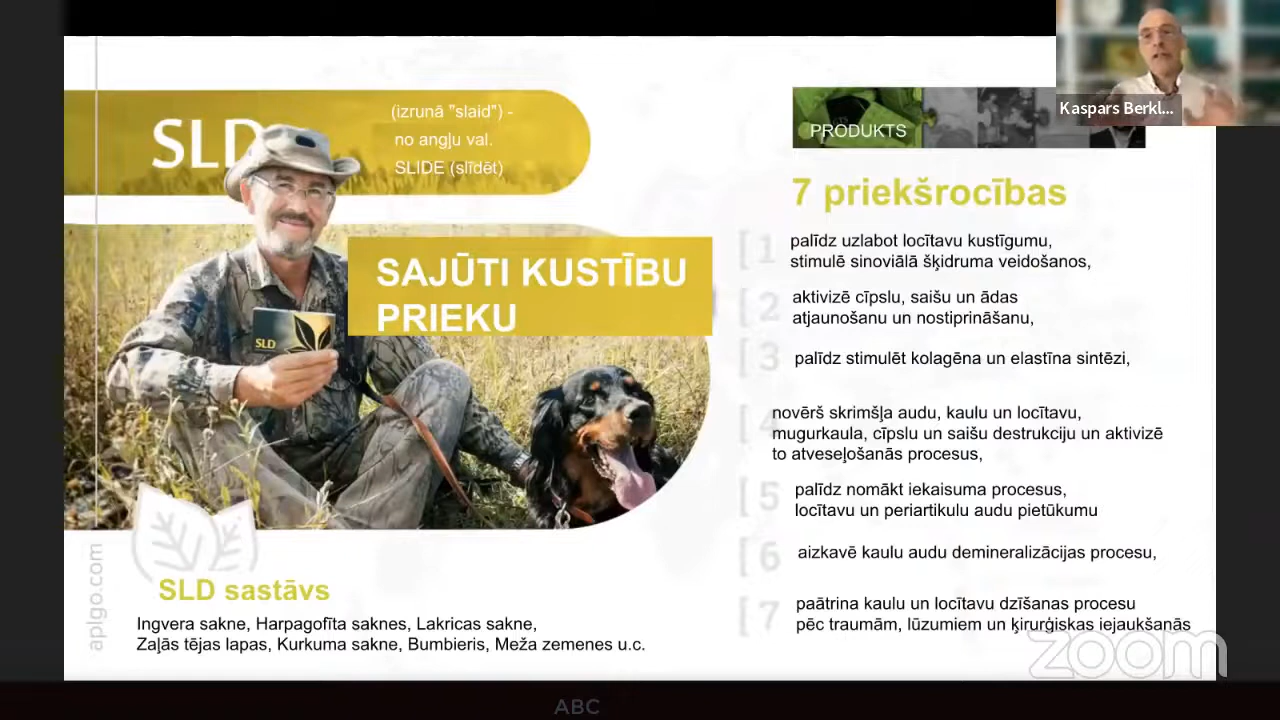 SLD
(izrunā "slaid") -
no angļu val.
SLIDE (slīdēt)
SAJŪTI KUSTĪBU
PRIEKU
SLD
aplgo.com
SLD sastāvs
Ingvera sakne, Harpagofīta saknes, Lakricas sakne,
Zaļās tējas lapas, Kurkuma sakne, Bumbieris, Meža zemenes u.c.
PRODUKTS
Kaspars Berkl...
7 priekšrocības
[1
palīdz uzlabot locītavu kustīgumu,
stimulē sinoviālā šķidruma veidošanos,
[2
aktivizē cīpslu, saišu un ādas
atjaunošanu un nostiprināšanu,
[3
palīdz stimulēt kolagēna un elastīna sintēzi,
[4
novērš skrimšļa audu, kaulu un locītavu,
mugurkaula, cīpslu un saišu destrukciju un aktivizē
to atveseļošanās procesus,
[5
palīdz nomākt iekaisuma procesus,
locītavu un periartikulu audu pietūkumu
[6
aizkavē kaulu audu demineralizācijas procesu,
[7
paātrina kaulu un locītavu dzīšanas procesu
pēc traumām, lūzumiem un ķirurģiskas iejaukšanās
zoom
ABC